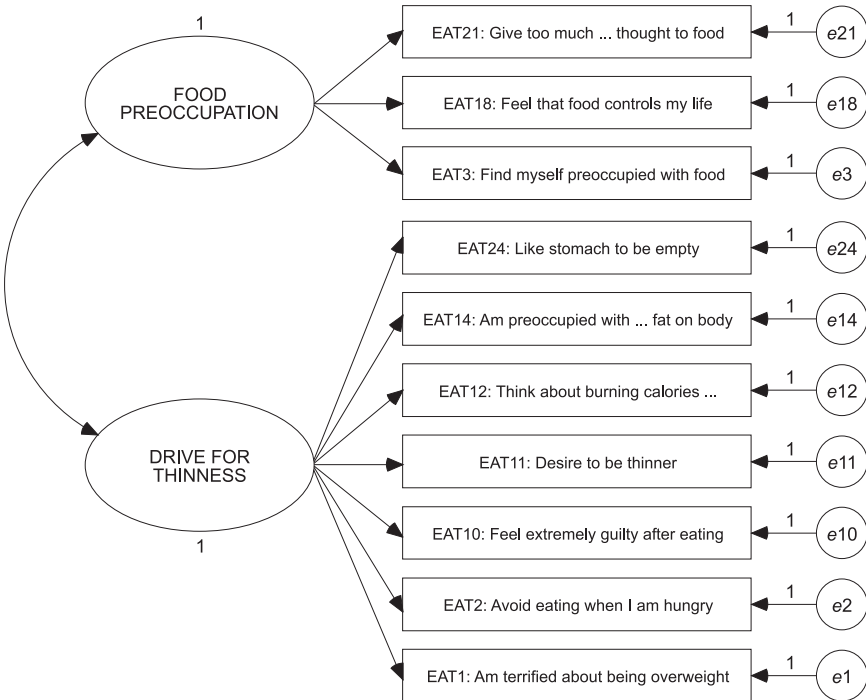 1
FOOD
PREOCCUPATION
EAT21: Give too much ... thought to food
1
e21
EAT18: Feel that food controls my life
1
e18
EAT3: Find myself preoccupied with food
1
e3
EAT24: Like stomach to be empty
1
e24
EAT14: Am preoccupied with ... fat on body
1
e14
EAT12: Think about burning calories ...
1
e12
DRIVE FOR
THINNESS
1
EAT11: Desire to be thinner
1
e11
EAT10: Feel extremely guilty after eating
1
e10
EAT2: Avoid eating when I am hungry
1
e2
EAT1: Am terrified about being overweight
1
e1